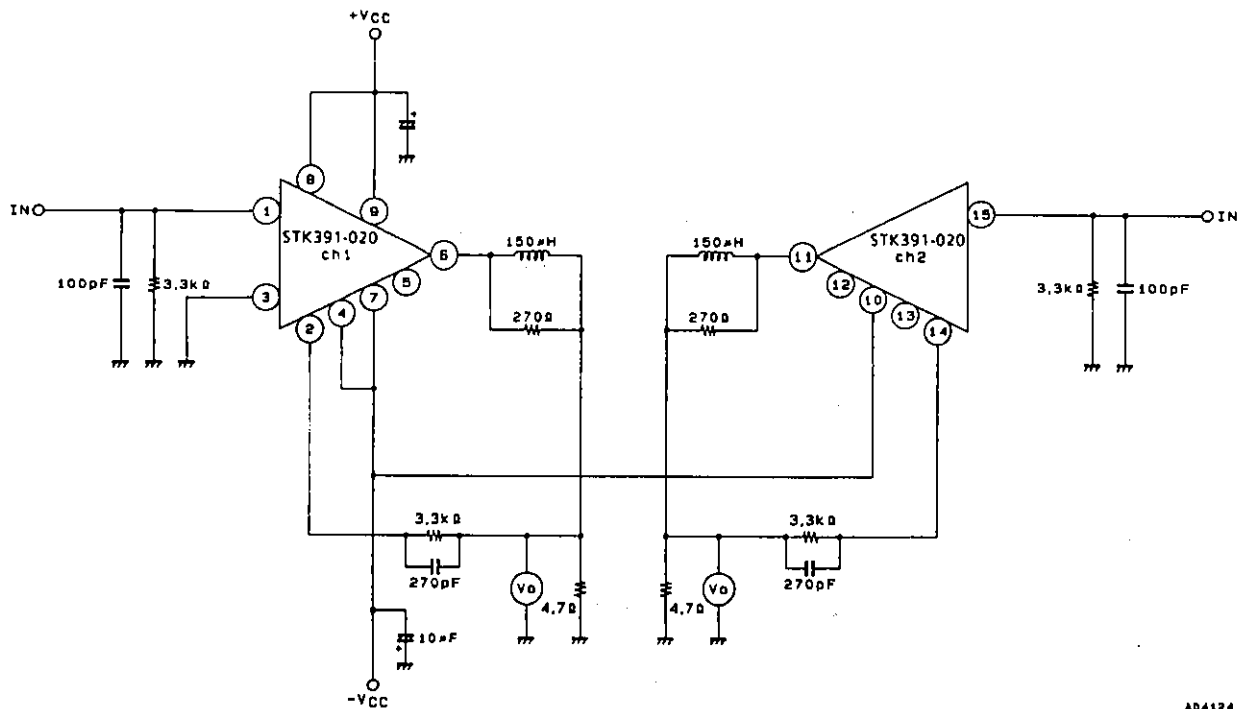 +VCC
8
9
IN
1
STK391-020
ch1
6
150μH
5
7
3
4
2
100pF
3.3kΩ
270Ω
150μH
11
STK391-020
ch2
15
IN
12
10
13
14
270Ω
3.3kΩ
100pF
3.3kΩ
270pF
Vo
4.7Ω
10μF
-VCC
3.3kΩ
270pF
Vo
4.7Ω
AD4124